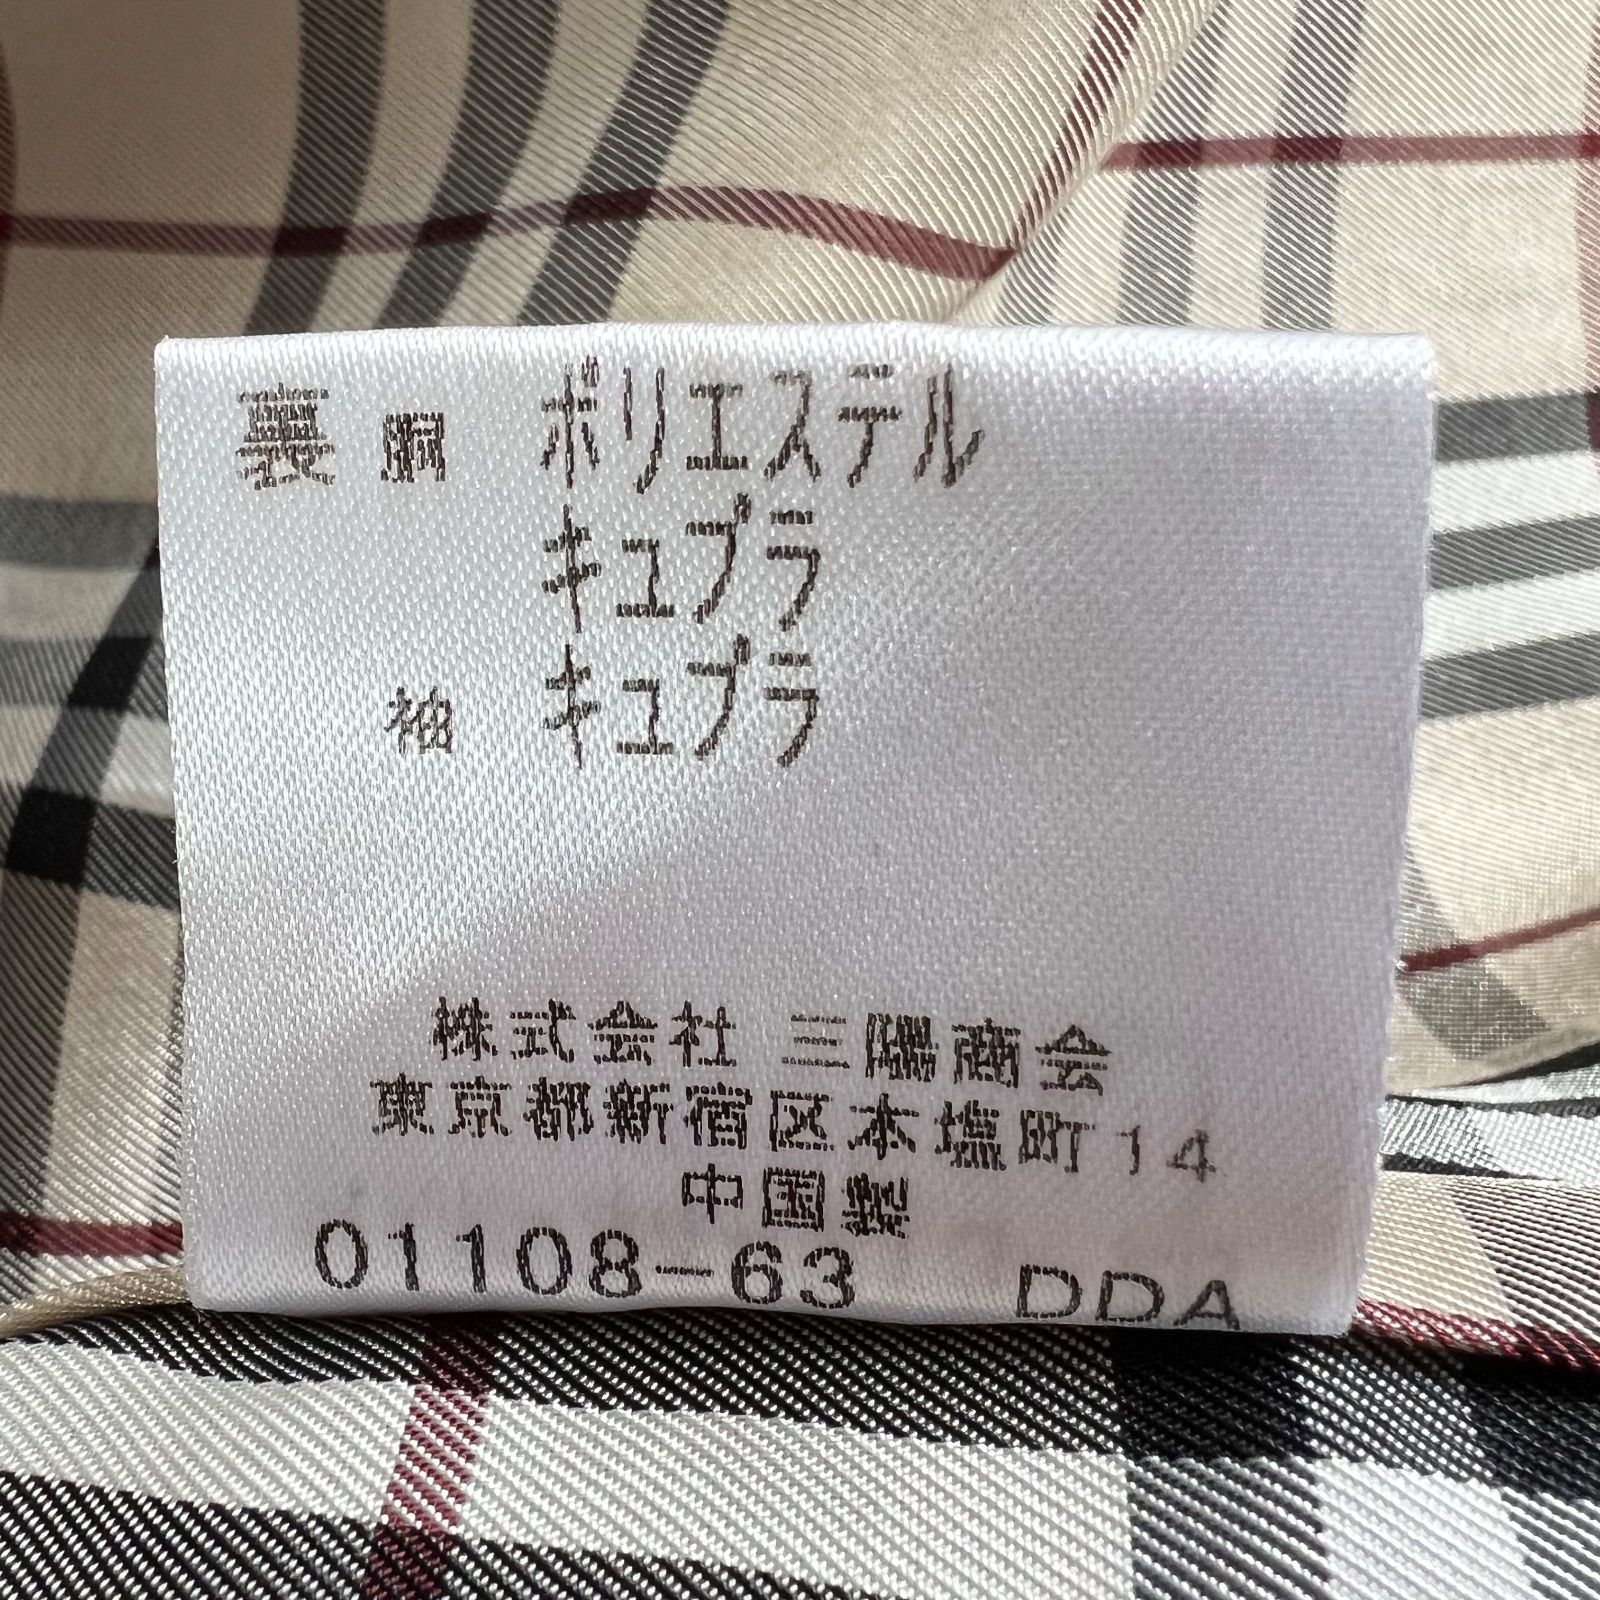 裏 胴 ポリエステル
キュプラ
袖 キュプラ
株式会社 三陽商会
東京都新宿区本塩町14
中国製
01108-63 DDA